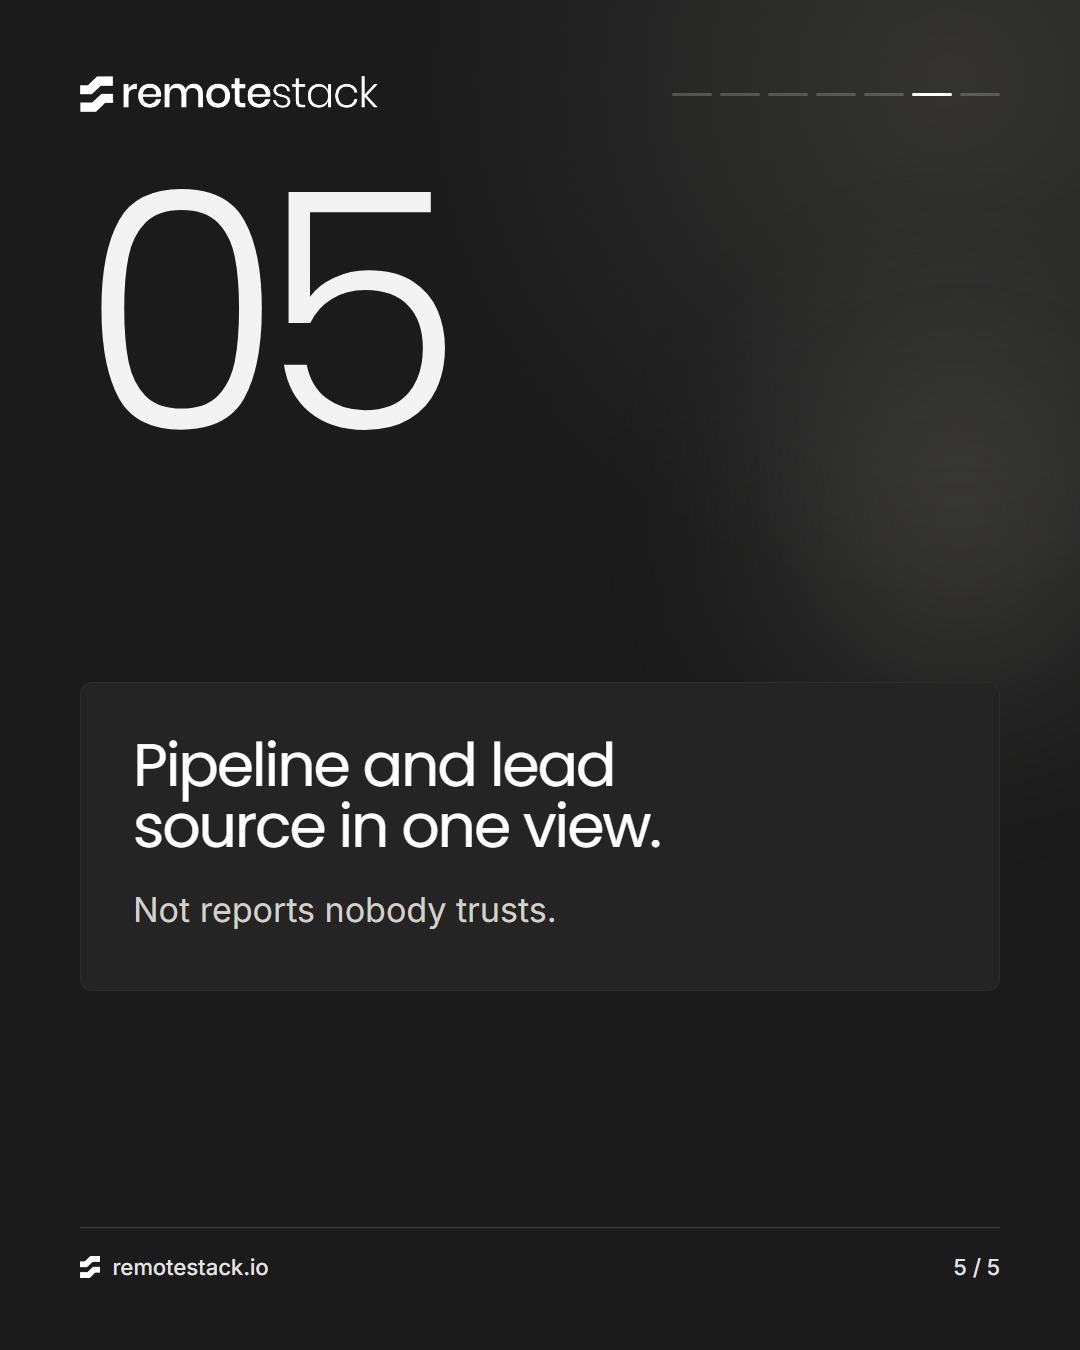 remotestack
05
Pipeline and lead
source in one view.
Not reports nobody trusts.
remotestack.io
5 / 5